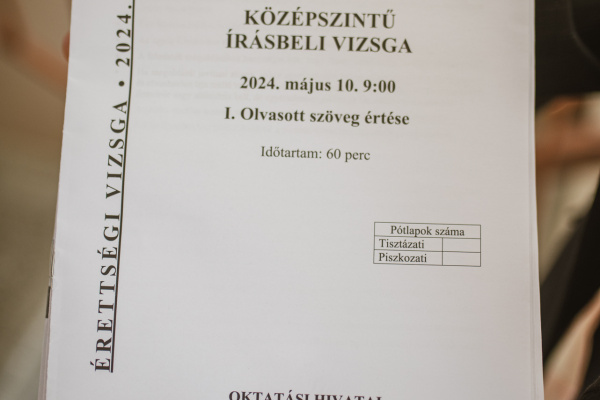 ÉRETTSÉGI VIZSGA • 2024.
KÖZÉPSZINTŰ
ÍRÁSBELI VIZSGA
2024. május 10. 9:00
I. Olvasott szöveg értése
Időtartam: 60 perc
Pótlapok száma
Tisztázati
Piszkozati
OKTATÁSI HIVATAL